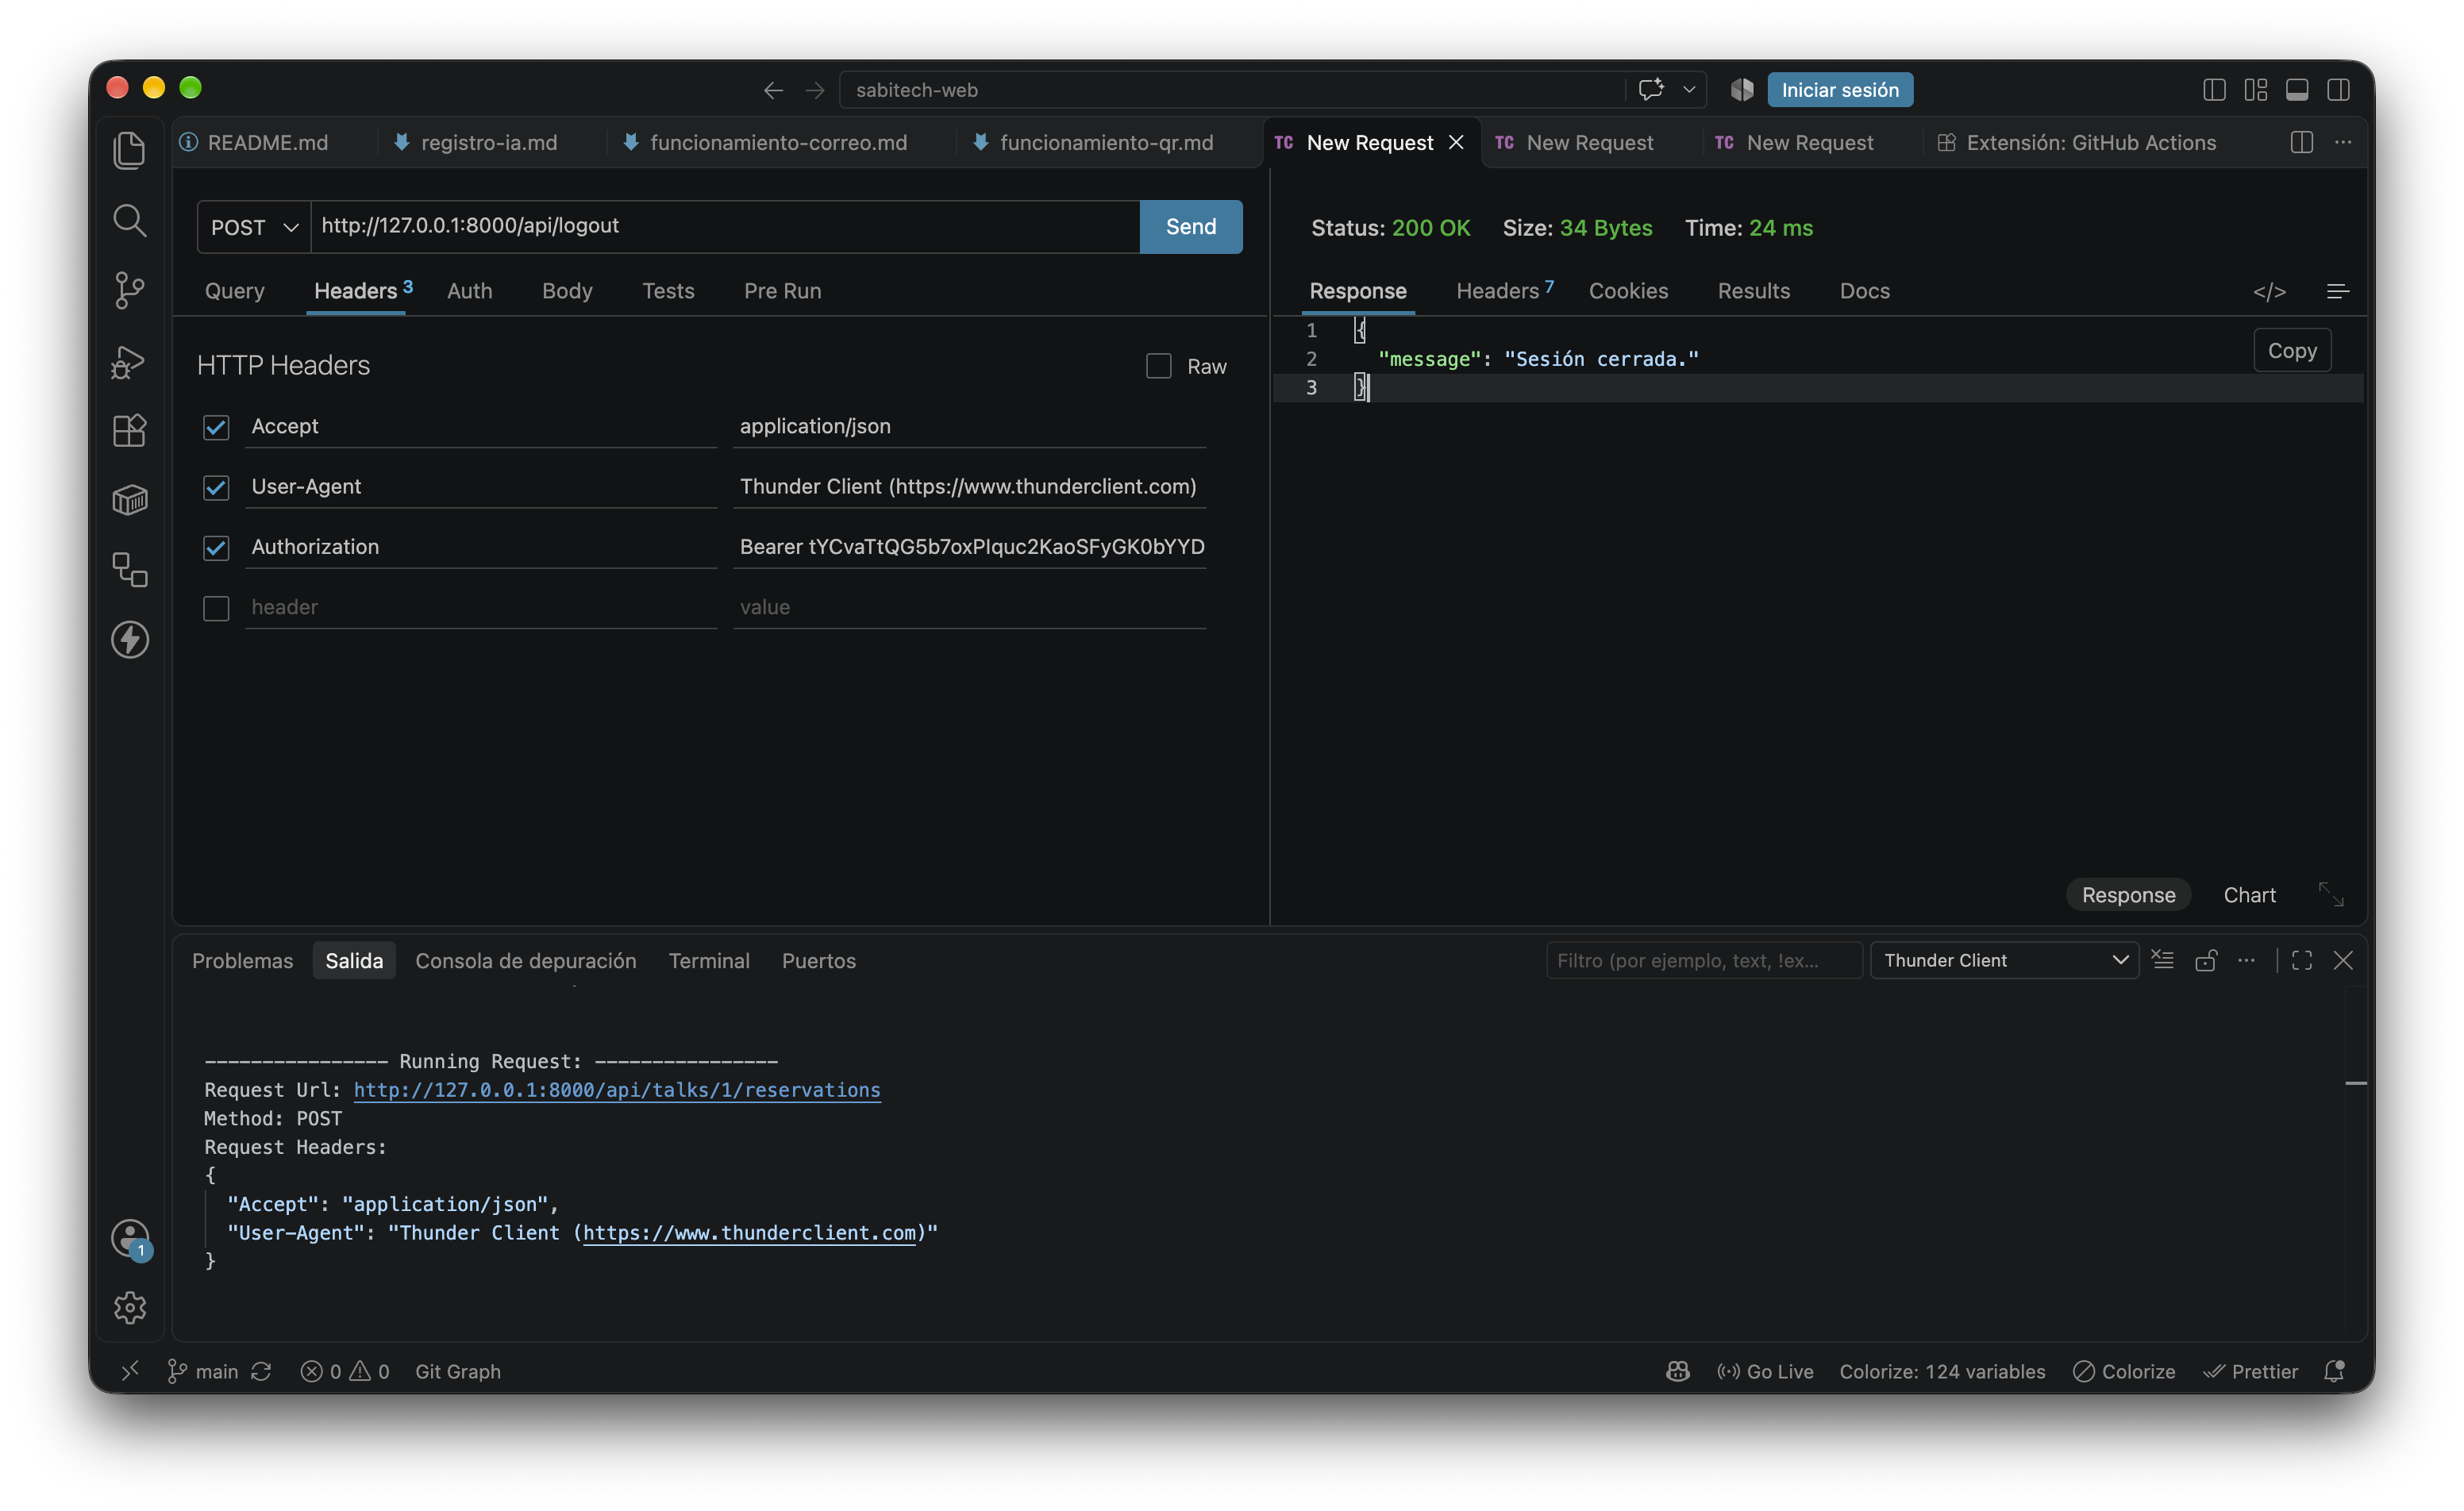 sabitech-web
Iniciar sesión
README.md
registro-ia.md
funcionamiento-correo.md
funcionamiento-qr.md
TC New Request
TC New Request
TC New Request
Extensión: GitHub Actions
POST
http://127.0.0.1:8000/api/logout
Send
Query
Headers 3
Auth
Body
Tests
Pre Run
HTTP Headers
Raw
Accept
application/json
User-Agent
Thunder Client (https://www.thunderclient.com)
Authorization
Bearer tYCvaTtQG5b7oxPIquc2KaoSFyGK0bYYD
header
value
Status: 200 OK
Size: 34 Bytes
Time: 24 ms
Response
Headers 7
Cookies
Results
Docs
</>
1 {
2 "message": "Sesión cerrada."
3 }
Copy
Response
Chart
Problemas
Salida
Consola de depuración
Terminal
Puertos
Filtro (por ejemplo, text, !ex...
Thunder Client
---------------- Running Request: ----------------
Request Url: http://127.0.0.1:8000/api/talks/1/reservations
Method: POST
Request Headers:
{
"Accept": "application/json",
"User-Agent": "Thunder Client (https://www.thunderclient.com)"
}
1
main
0
0
Git Graph
Go Live
Colorize: 124 variables
Colorize
Prettier